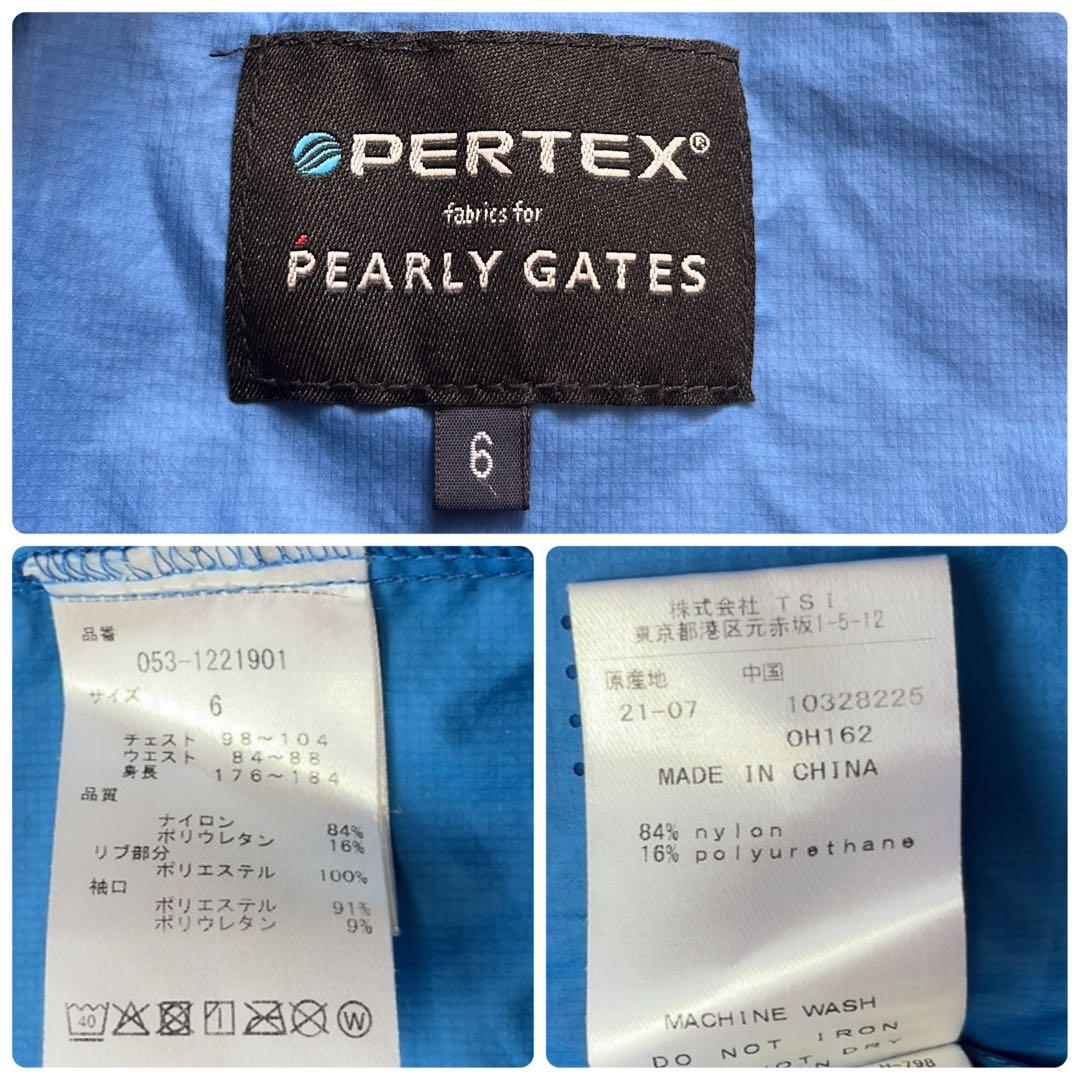 PERTEX®
fabrics for
PEARLY GATES
6
品番
053-1221901
サイズ
6
チェスト 98~104
ウエスト 84~88
身長 176~184
品質
ナイロン 84%
ポリウレタン 16%
リブ部分
ポリエステル 100%
袖口
ポリエステル 91%
ポリウレタン 9%
40
W
株式会社 TSI
東京都港区元赤坂1-5-12
原産地 中国
21-07 10328225
OH162
MADE IN CHINA
84% nylon
16% polyurethane
MACHINE WASH
DO NOT IRON
DRY
H-798